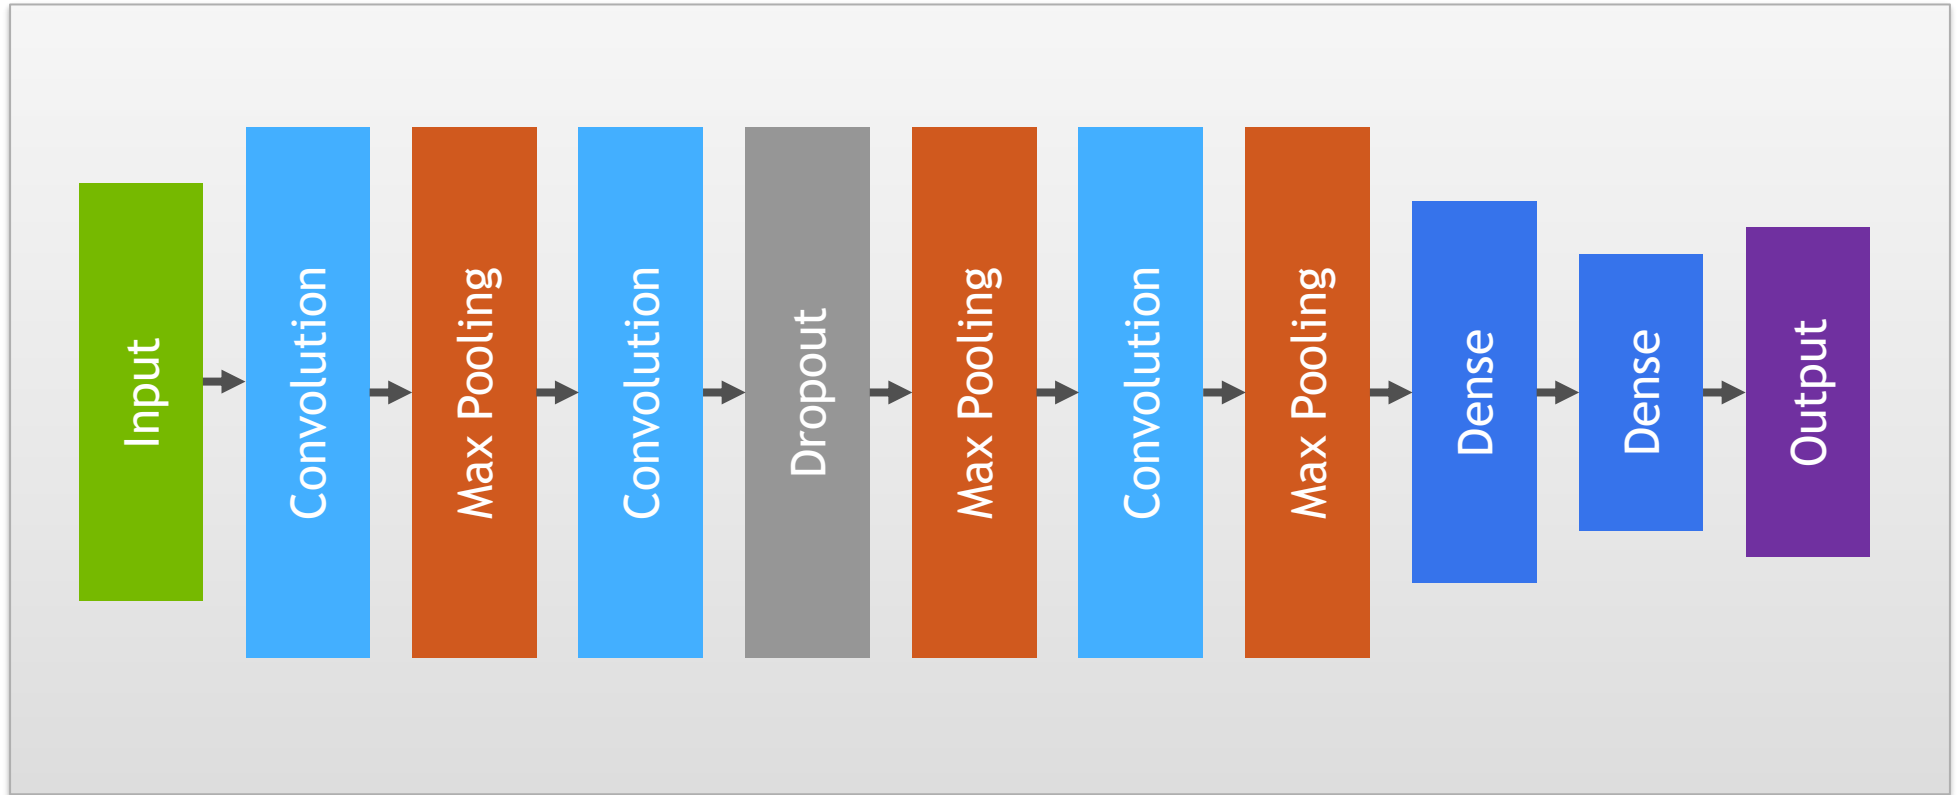 Input
Convolution
Max Pooling
Convolution
Dropout
Max Pooling
Convolution
Max Pooling
Dense
Dense
Output